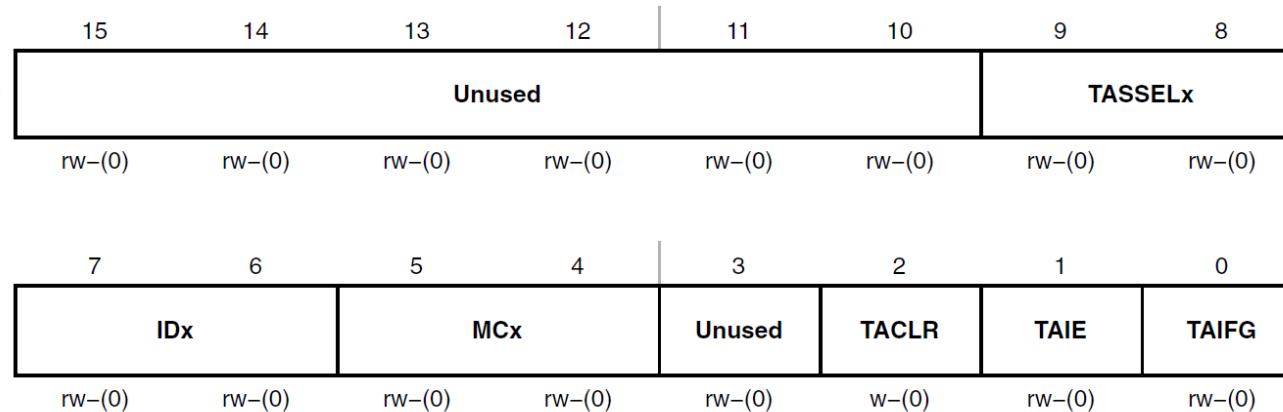 15 14 13 12 11 10 9 8
Unused TASSELx
rw–(0) rw–(0) rw–(0) rw–(0) rw–(0) rw–(0) rw–(0) rw–(0)
7 6 5 4 3 2 1 0
IDx MCx Unused TACLR TAIE TAIFG
rw–(0) rw–(0) rw–(0) rw–(0) rw–(0) w–(0) rw–(0) rw–(0)